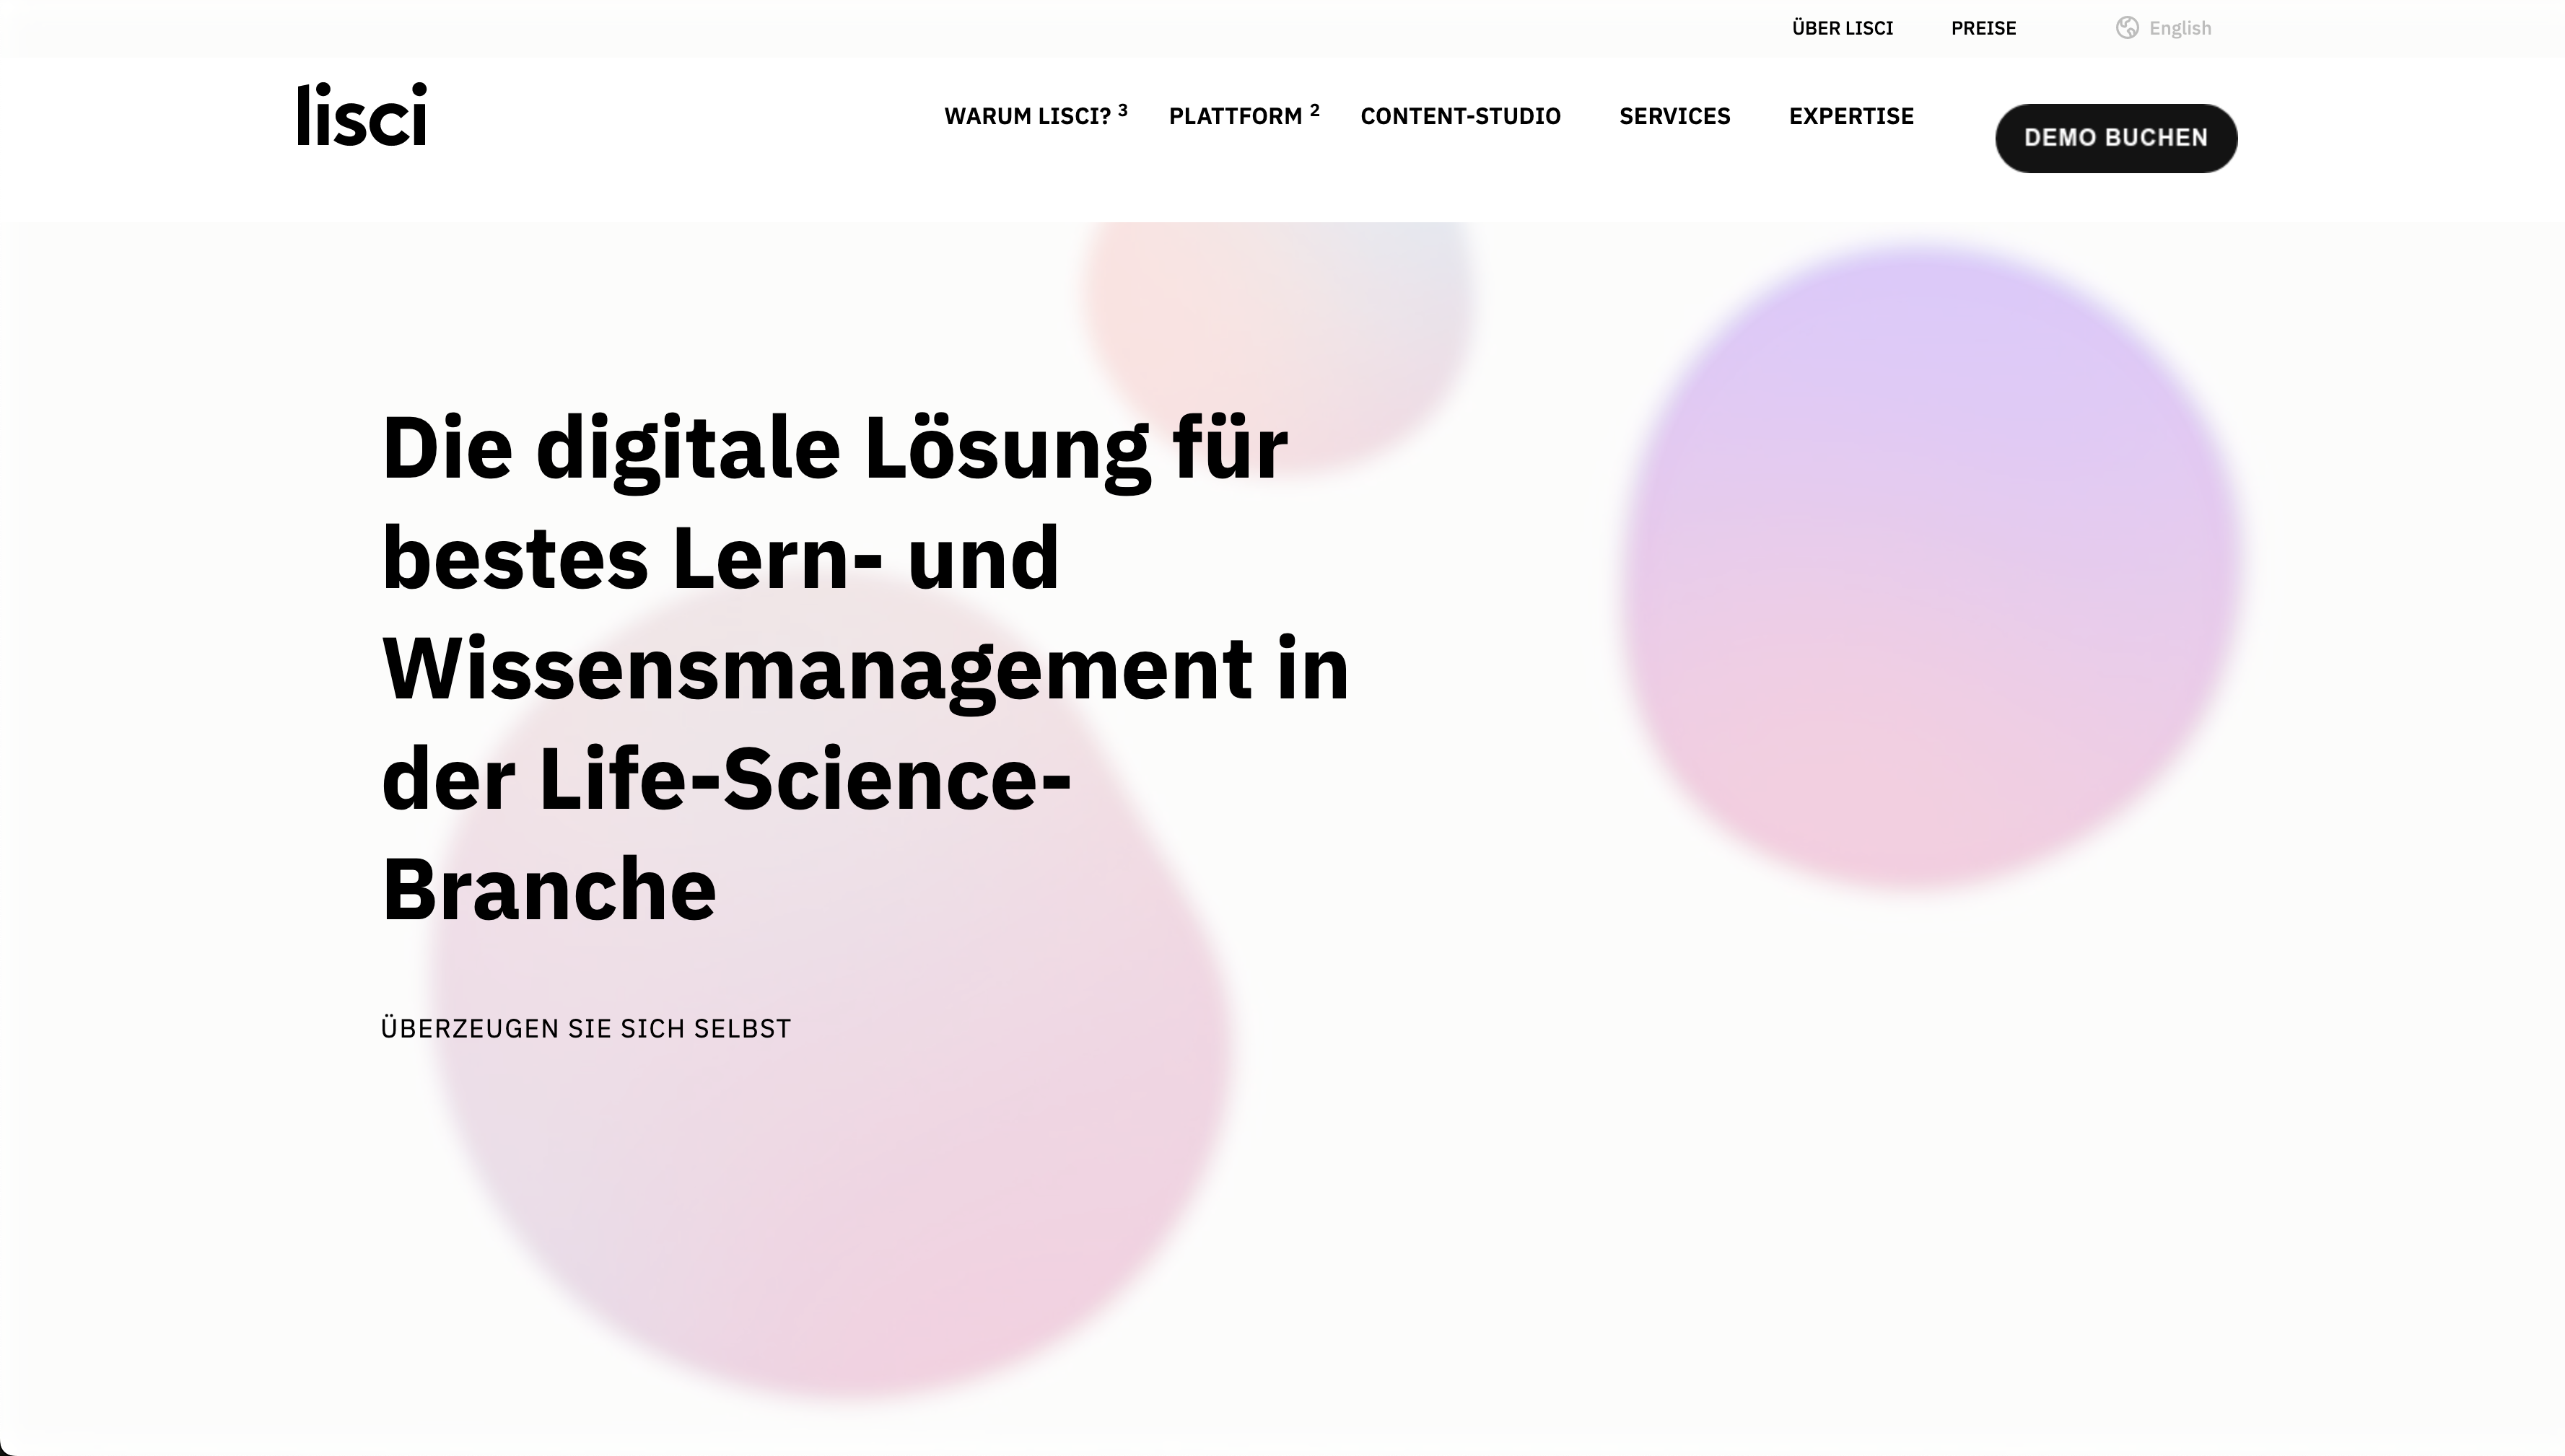 ÜBER LISCI PREISE English
lisci
WARUM LISCI? 3 PLATTFORM 2 CONTENT-STUDIO SERVICES EXPERTISE
DEMO BUCHEN
Die digitale Lösung für
bestes Lern- und
Wissensmanagement in
der Life-Science-
Branche
ÜBERZEUGEN SIE SICH SELBST